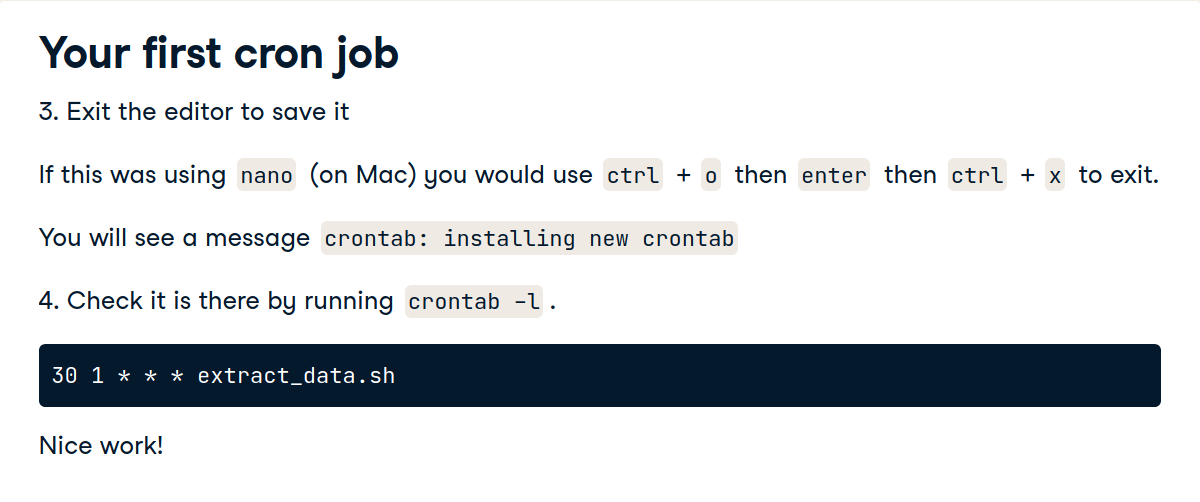 Your first cron job
3. Exit the editor to save it
If this was using nano (on Mac) you would use ctrl + o then enter then ctrl + x to exit.
You will see a message crontab: installing new crontab
4. Check it is there by running crontab -l .
30 1 * * * extract_data.sh
Nice work!